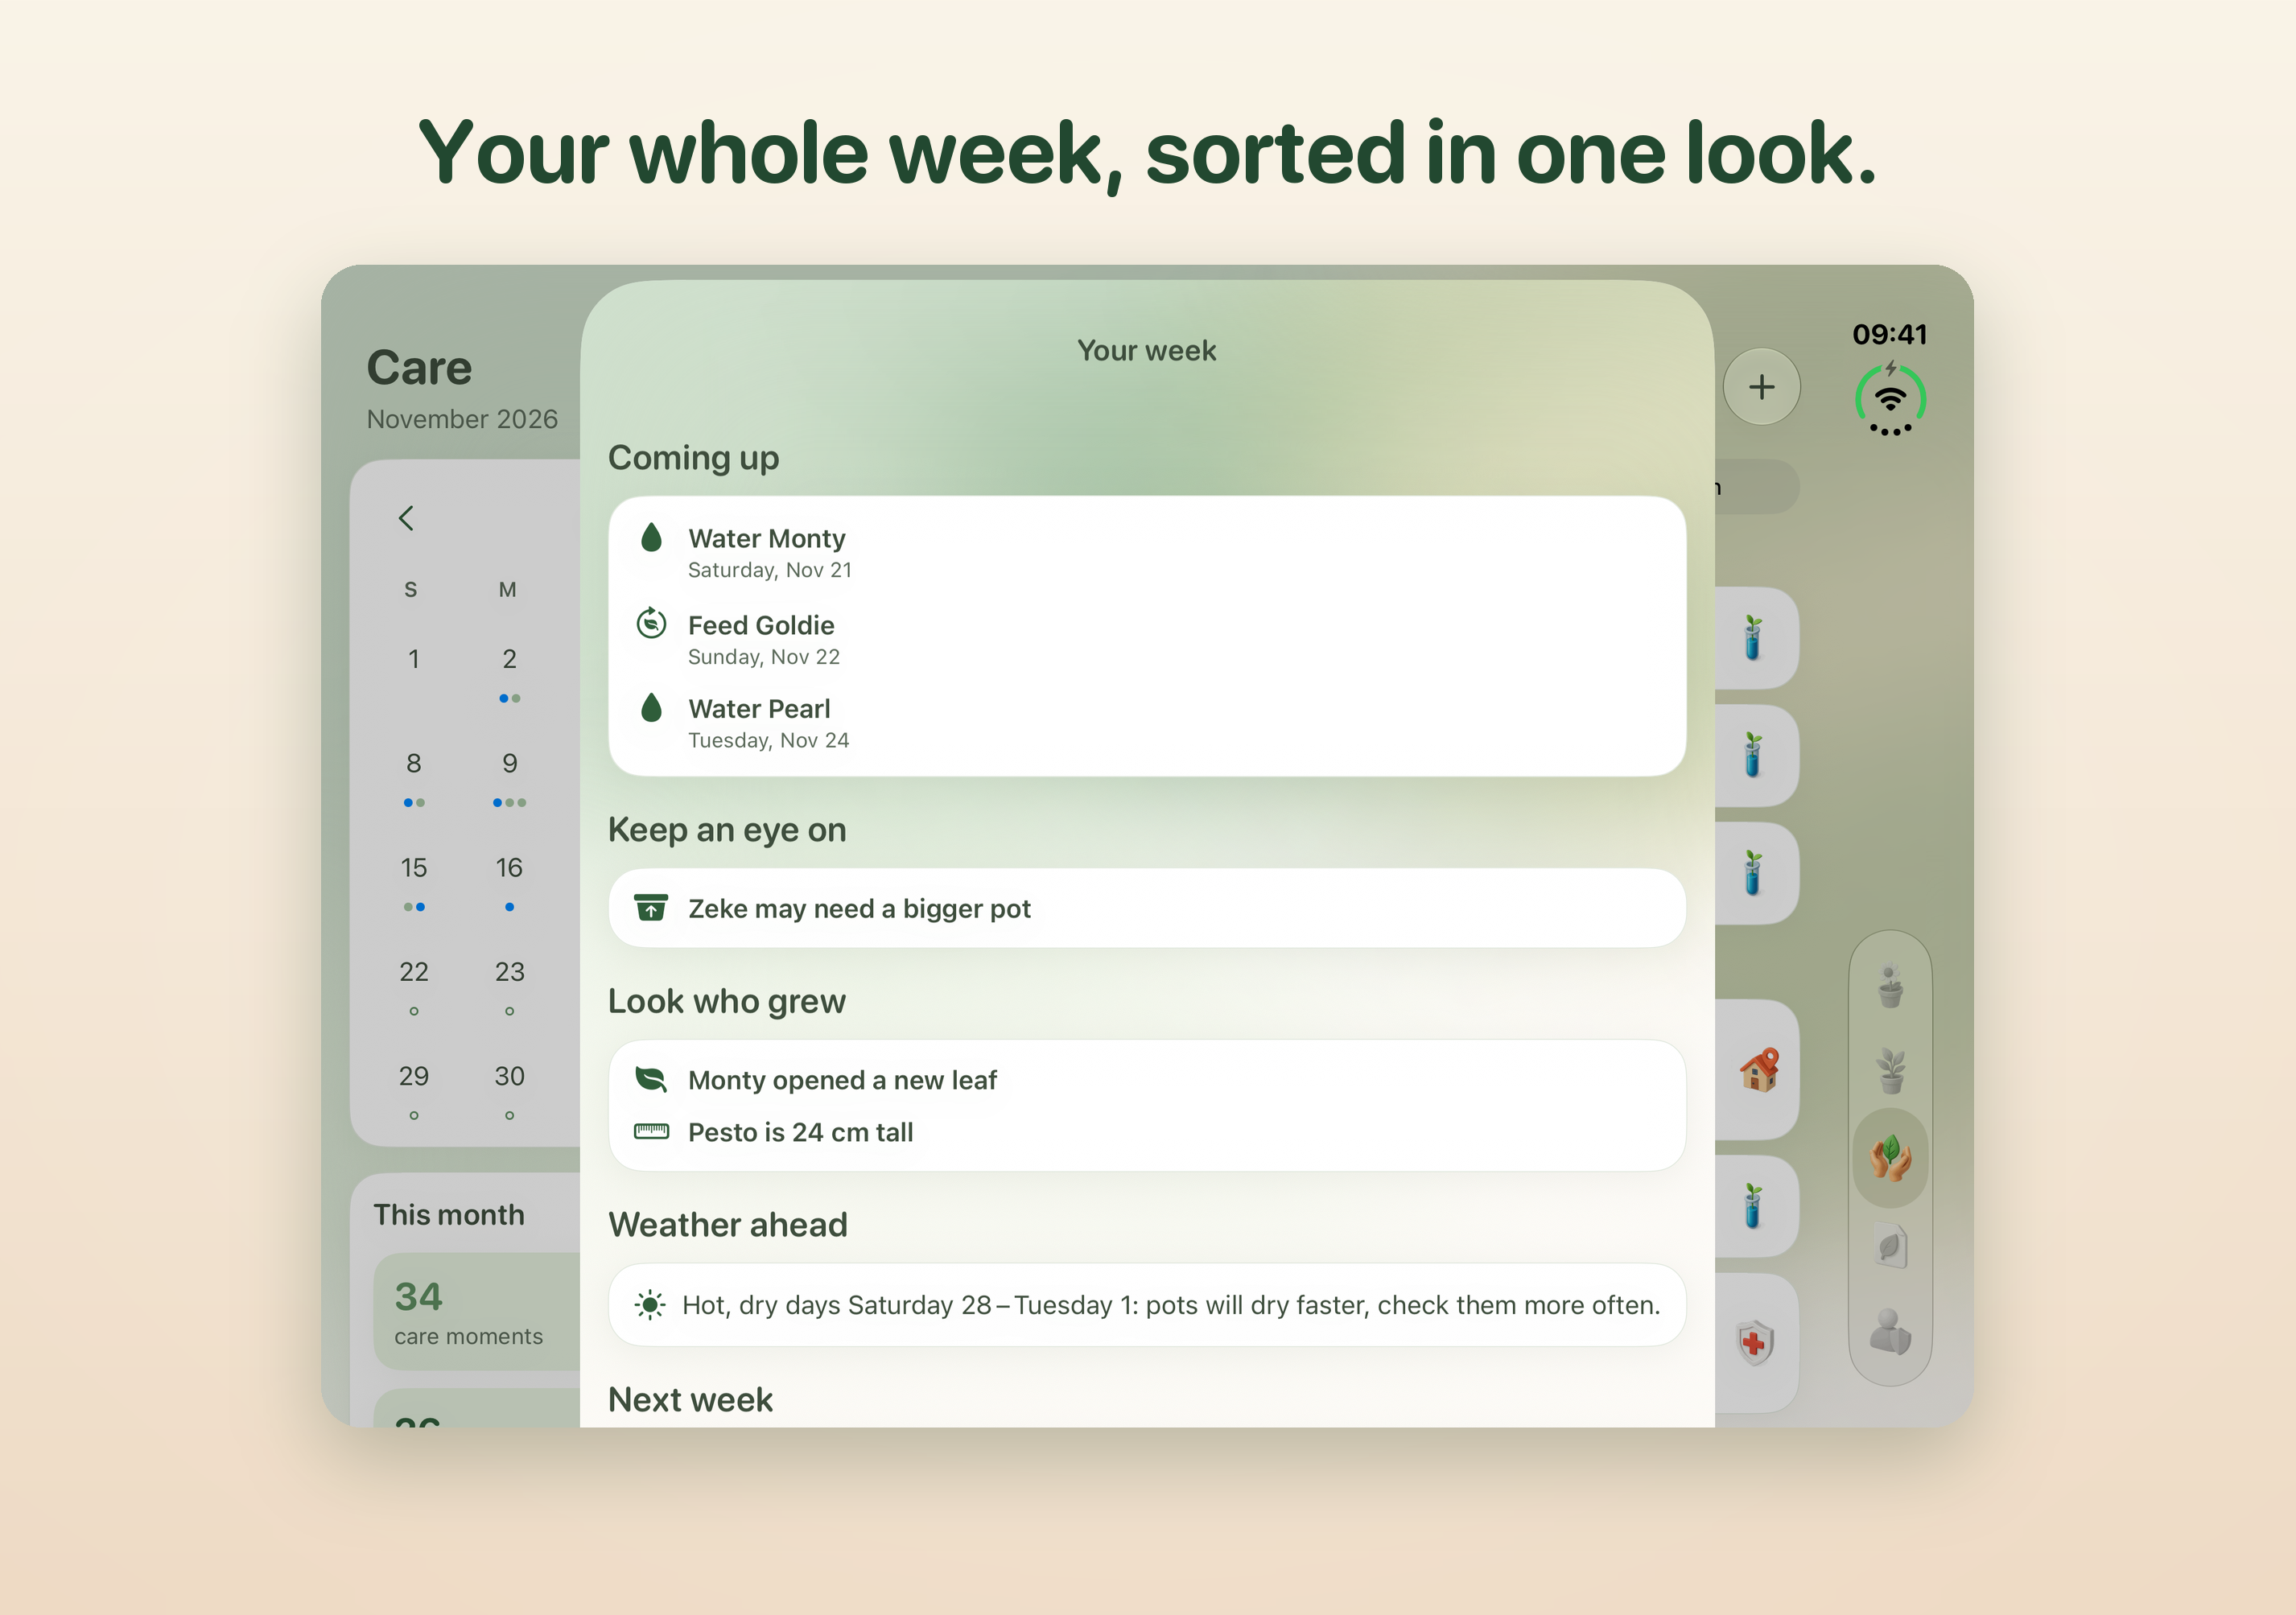 Your whole week, sorted in one look.
Care
November 2026
S M
1 2
8 9
15 16
22 23
29 30
This month
34
care moments
Your week
Coming up
Water Monty
Saturday, Nov 21
Feed Goldie
Sunday, Nov 22
Water Pearl
Tuesday, Nov 24
Keep an eye on
Zeke may need a bigger pot
Look who grew
Monty opened a new leaf
Pesto is 24 cm tall
Weather ahead
Hot, dry days Saturday 28 – Tuesday 1: pots will dry faster, check them more often.
Next week
09:41